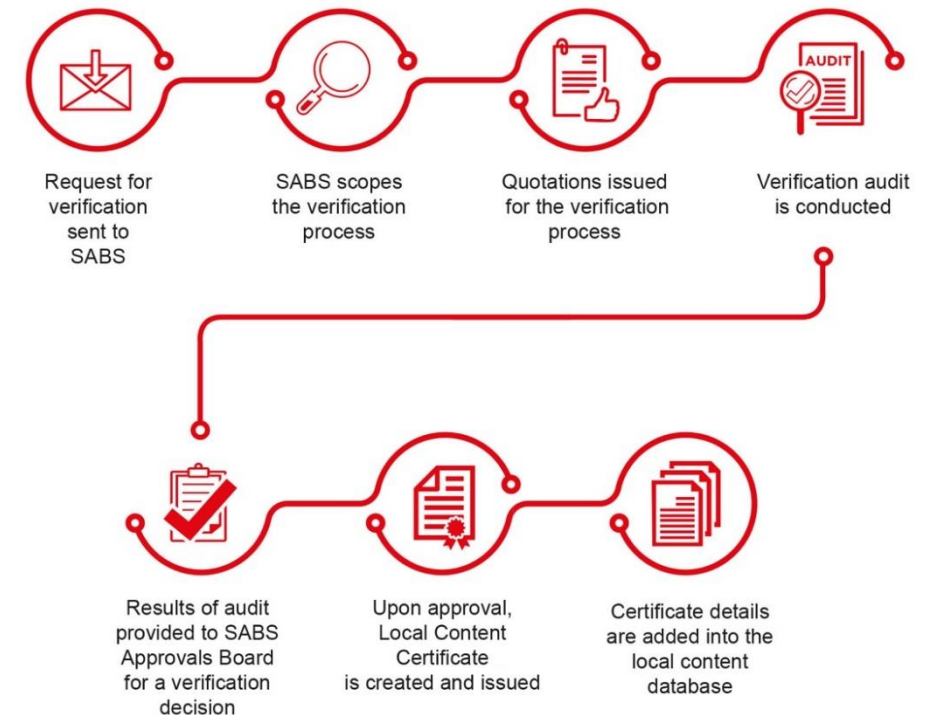 AUDIT
Request for
verification
sent to
SABS
SABS scopes
the verification
process
Quotations issued
for the verification
process
Verification audit
is conducted
Results of audit
provided to SABS
Approvals Board
for a verification
decision
Upon approval,
Local Content
Certificate
is created and issued
Certificate details
are added into the
local content
database